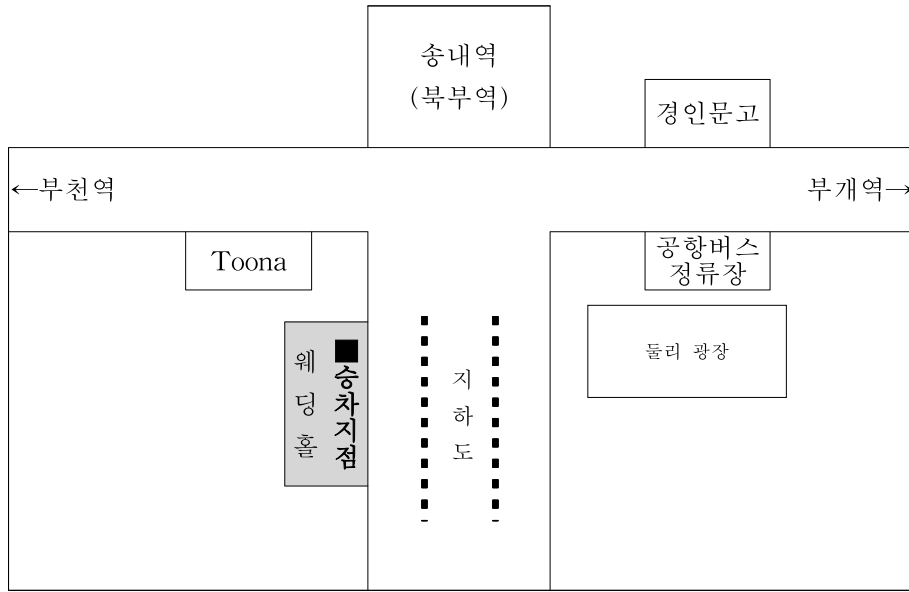 송내역
(북부역)
경인문고
←부천역
부개역→
Toona
공항버스
정류장
둘리 광장
웨딩홀
■승차지점
지하도